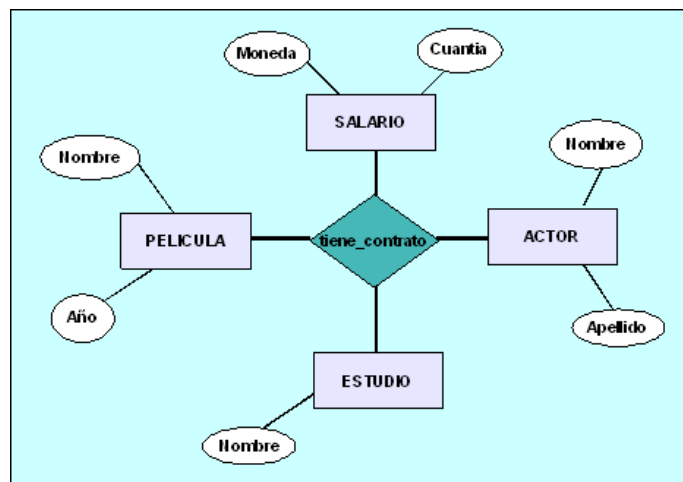 Moneda
Cuantia
SALARIO
Nombre
Nombre
PELICULA
tiene_contrato
ACTOR
Año
Apellido
ESTUDIO
Nombre